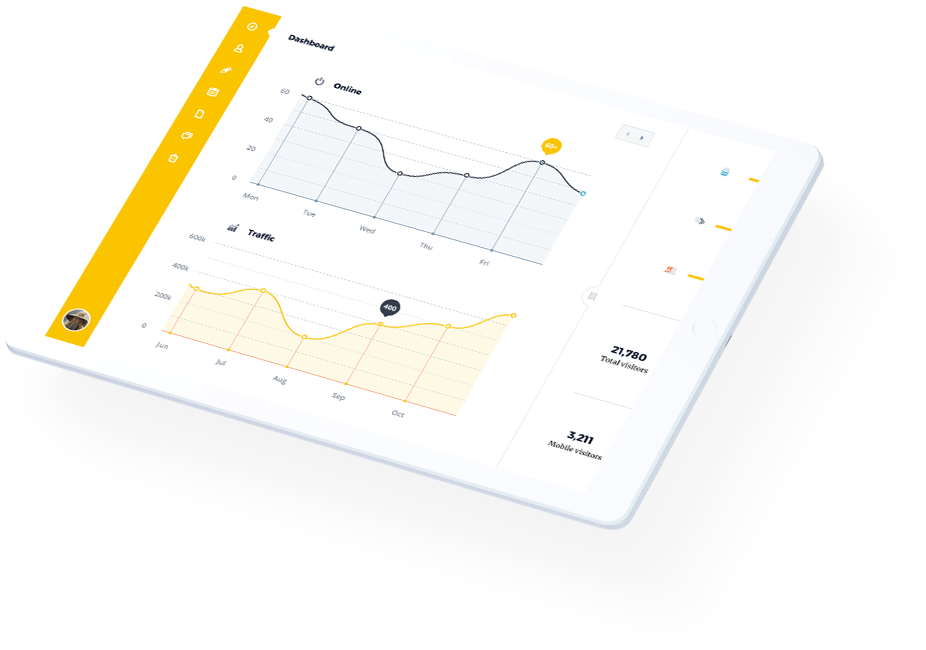 Dashboard
Online
60
40
20
0
60+
Mon
Tue
Wed
Thu
Fri
Traffic
600k
400k
200k
0
400
Jun
Jul
Aug
Sep
Oct
21,780
Total visitors
3,211
Mobile visitors